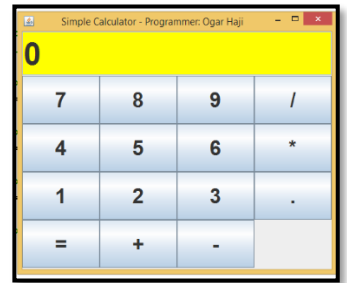 Simple Calculator - Programmer: Ogar Haji
0
7 8 9 /
4 5 6 *
1 2 3 .
= + -